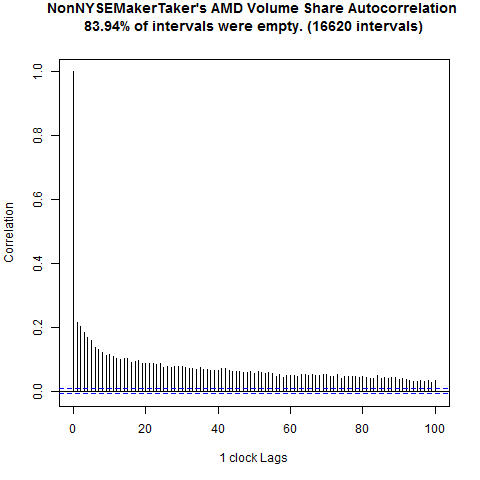 NonNYSEMakerTaker's AMD Volume Share Autocorrelation
83.94% of intervals were empty. (16620 intervals)
1.0
0.8
0.6
0.4
0.2
0.0
Correlation
0 20 40 60 80 100
1 clock Lags